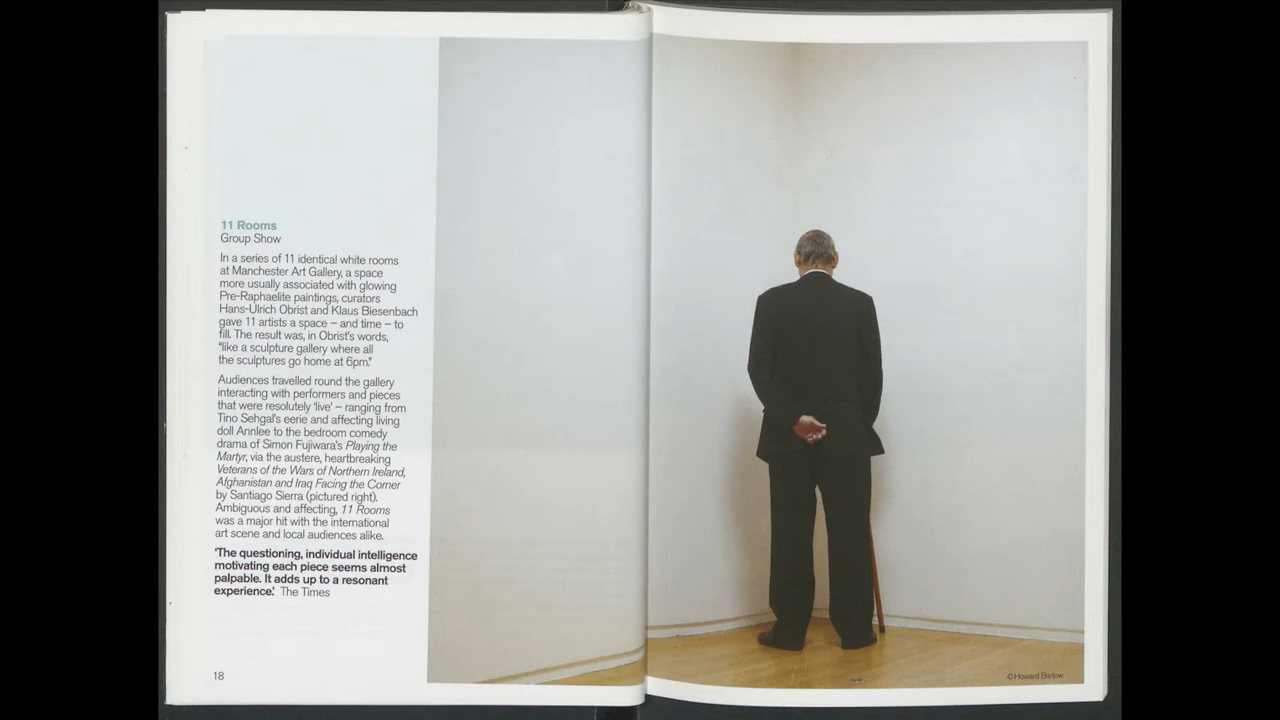 11 Rooms
Group Show
In a series of 11 identical white rooms
at Manchester Art Gallery, a space
more usually associated with glowing
Pre-Raphaelite paintings, curators
Hans-Ulrich Obrist and Klaus Biesenbach
gave 11 artists a space – and time – to
fill. The result was, in Obrist's words,
"like a sculpture gallery where all
the sculptures go home at 6pm."
Audiences travelled round the gallery
interacting with performers and pieces
that were resolutely 'live' – ranging from
Tino Sehgal's eerie and affecting living
doll Annlee to the bedroom comedy
drama of Simon Fujiwara's Playing the
Martyr, via the austere, heartbreaking
Veterans of the Wars of Northern Ireland,
Afghanistan and Iraq Facing the Corner
by Santiago Sierra (pictured right).
Ambiguous and affecting, 11 Rooms
was a major hit with the international
art scene and local audiences alike.
'The questioning, individual intelligence
motivating each piece seems almost
palpable. It adds up to a resonant
experience.' The Times
18
©Howard Barlow